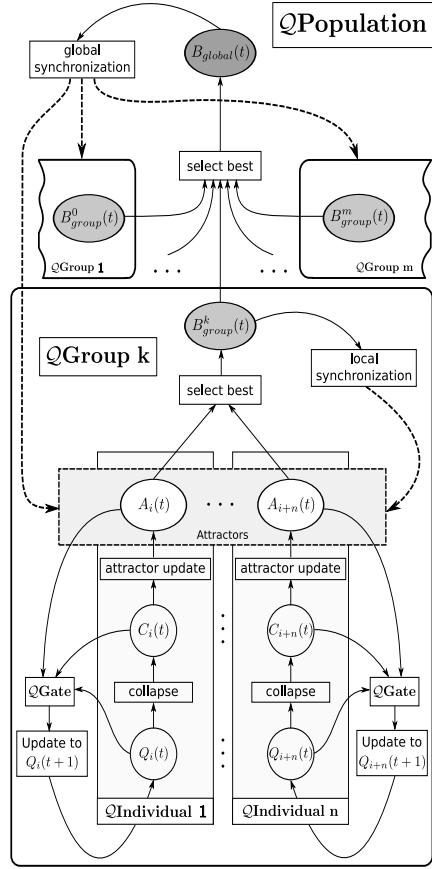 𝒬Population
global
synchronization
B_global(t)
select best
B^0_group(t)
B^m_group(t)
𝒬Group 1
. . .
. . .
𝒬Group m
B^k_group(t)
𝒬Group k
local
synchronization
select best
A_i(t)
. . .
A_{i+n}(t)
Attractors
attractor update
attractor update
C_i(t)
C_{i+n}(t)
𝒬Gate
collapse
collapse
𝒬Gate
Update to
Q_i(t+1)
Q_i(t)
Q_{i+n}(t)
Update to
Q_{i+n}(t+1)
𝒬Individual 1
𝒬Individual n